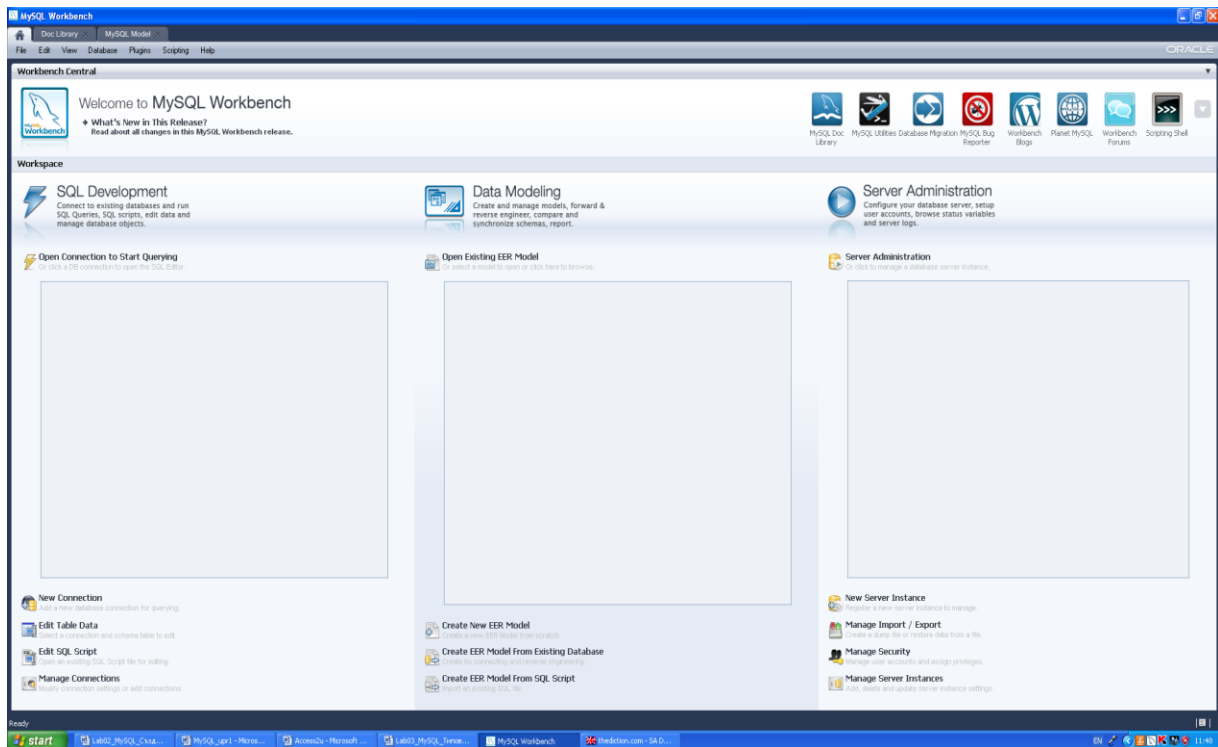 MySQL Workbench
Doc Library
MySQL Model
File Edit View Database Plugins Scripting Help
ORACLE
Workbench Central
MySQL
Workbench
Welcome to MySQL Workbench
What's New in This Release?
Read about all changes in this MySQL Workbench release.
MySQL Doc
Library
MySQL Utilities
Database Migration
MySQL Bug
Reporter
Workbench
Blogs
Planet MySQL
Workbench
Forums
>>>
Scripting Shell
Workspace
SQL Development
Connect to existing databases and run
SQL Queries, SQL scripts, edit data and
manage database objects.
Open Connection to Start Querying
Or click a DB connection to open the SQL Editor.
New Connection
Add a new database connection for querying.
Edit Table Data
Select a connection and schema table to edit.
Edit SQL Script
Open an existing SQL Script file for editing.
Manage Connections
Modify connection settings or add connections.
Data Modeling
Create and manage models, forward &
reverse engineer, compare and
synchronize schemas, report.
Open Existing EER Model
Or select a model to open or click here to browse.
Create New EER Model
Create a new EER Model from scratch.
Create EER Model From Existing Database
Create by connecting and reverse engineering.
Create EER Model From SQL Script
Import an existing SQL file.
Server Administration
Configure your database server, setup
user accounts, browse status variables
and server logs.
Server Administration
Or click to manage a database server instance.
New Server Instance
Register a new server instance to manage.
Manage Import / Export
Create a dump file or restore data from a file.
Manage Security
Manage user accounts and assign privileges.
Manage Server Instances
Add, delete and update server instance settings.
Ready
start
Lab02_MySQL_Създ...
MySQL_upr1 - Micros...
Access2u - Microsoft ...
Lab03_MySQL_Типов...
MySQL Workbench
thediction.com - SA D...
EN
11:40